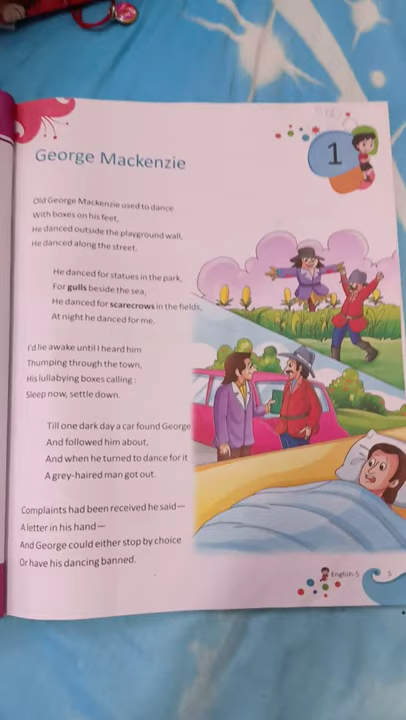 George Mackenzie
1
Old George Mackenzie used to dance
With boxes on his feet,
He danced outside the playground wall,
He danced along the street.
He danced for statues in the park,
For gulls beside the sea,
He danced for scarecrows in the fields,
At night he danced for me.
I'd lie awake until I heard him
Thumping through the town,
His lullabying boxes calling :
Sleep now, settle down.
Till one dark day a car found George
And followed him about,
And when he turned to dance for it
A grey-haired man got out.
Complaints had been received he said—
A letter in his hand—
And George could either stop by choice
Or have his dancing banned.
English-5
5